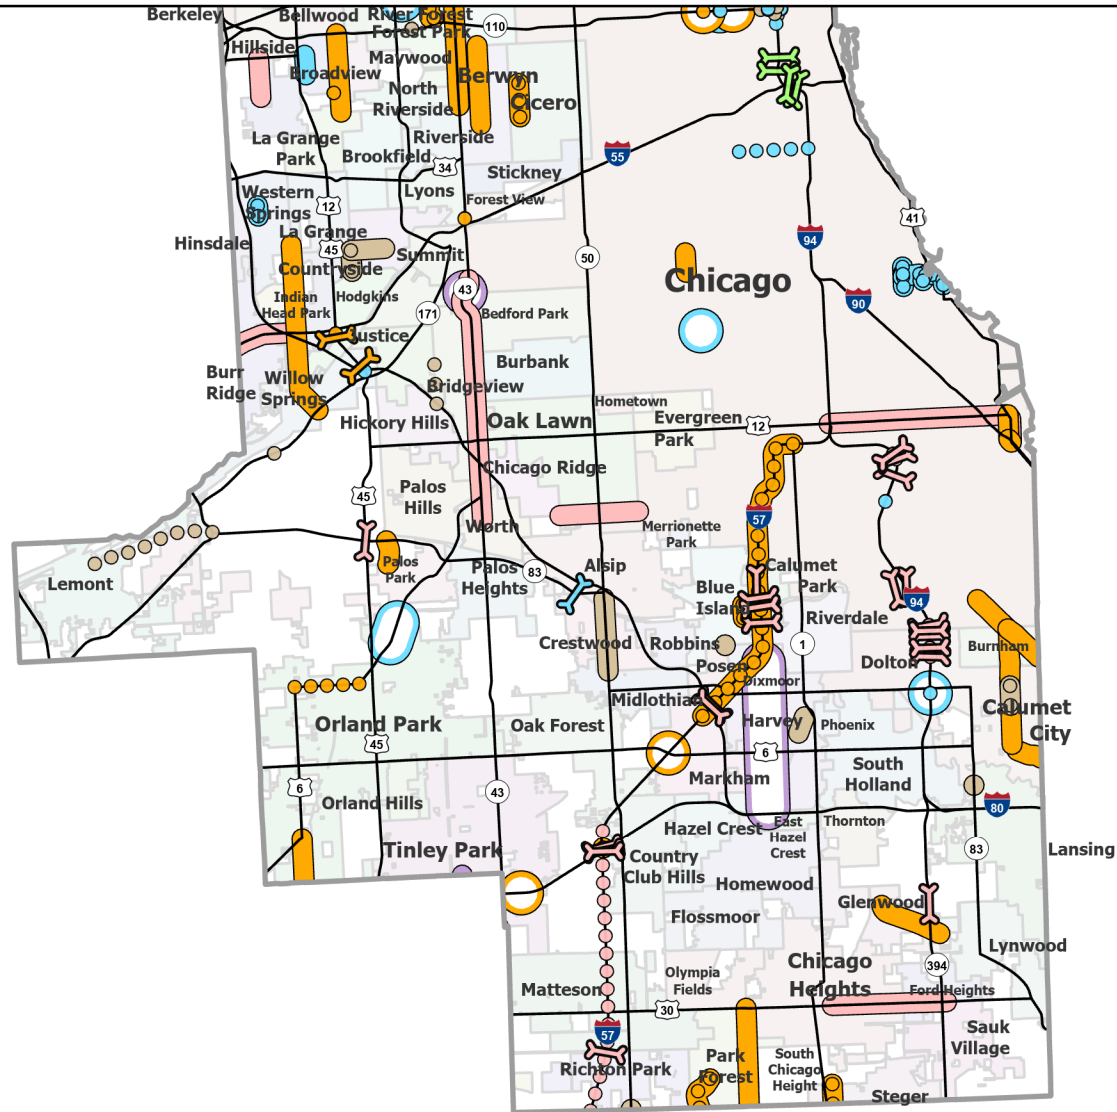 Berkeley
Bellwood
River Forest
110
Forest Park
Hillside
Maywood
Broadview
Berwyn
North
Riverside
Cicero
La Grange
Park
Riverside
Brookfield
34
55
Stickney
Western
Springs
12
Lyons
Forest View
41
La Grange
Hinsdale
45
Summit
50
94
Countryside
Chicago
43
Indian
Head Park
Hodgkins
171
Bedford Park
90
Justice
Burr
Ridge
Willow
Springs
Burbank
Bridgeview
Hometown
Hickory Hills
Oak Lawn
Evergreen
Park
12
Chicago Ridge
45
Palos
Hills
57
Worth
Merrionette
Park
Lemont
Palos
Park
Palos
Heights
83
Alsip
Calumet
Park
Blue
Island
94
Riverdale
Crestwood
Robbins
1
Burnham
Posen
Dolton
Dixmoor
Midlothian
Calumet
City
Orland Park
45
Oak Forest
Harvey
Phoenix
6
South
Holland
Markham
6
43
Orland Hills
80
Hazel Crest
East
Hazel
Crest
Thornton
83
Lansing
Tinley Park
Country
Club Hills
Homewood
Glenwood
Flossmoor
Lynwood
Chicago
Heights
394
Olympia
Fields
Matteson
Ford Heights
30
57
Sauk
Village
Richton Park
Park
Forest
South
Chicago
Height
Steger